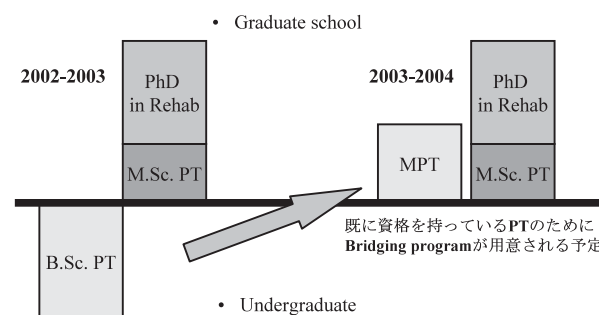 • Graduate school
2002-2003
PhD
in Rehab
M.Sc. PT
B.Sc. PT
2003-2004
MPT
PhD
in Rehab
M.Sc. PT
既に資格を持っているPTのために
Bridging programが用意される予定
• Undergraduate